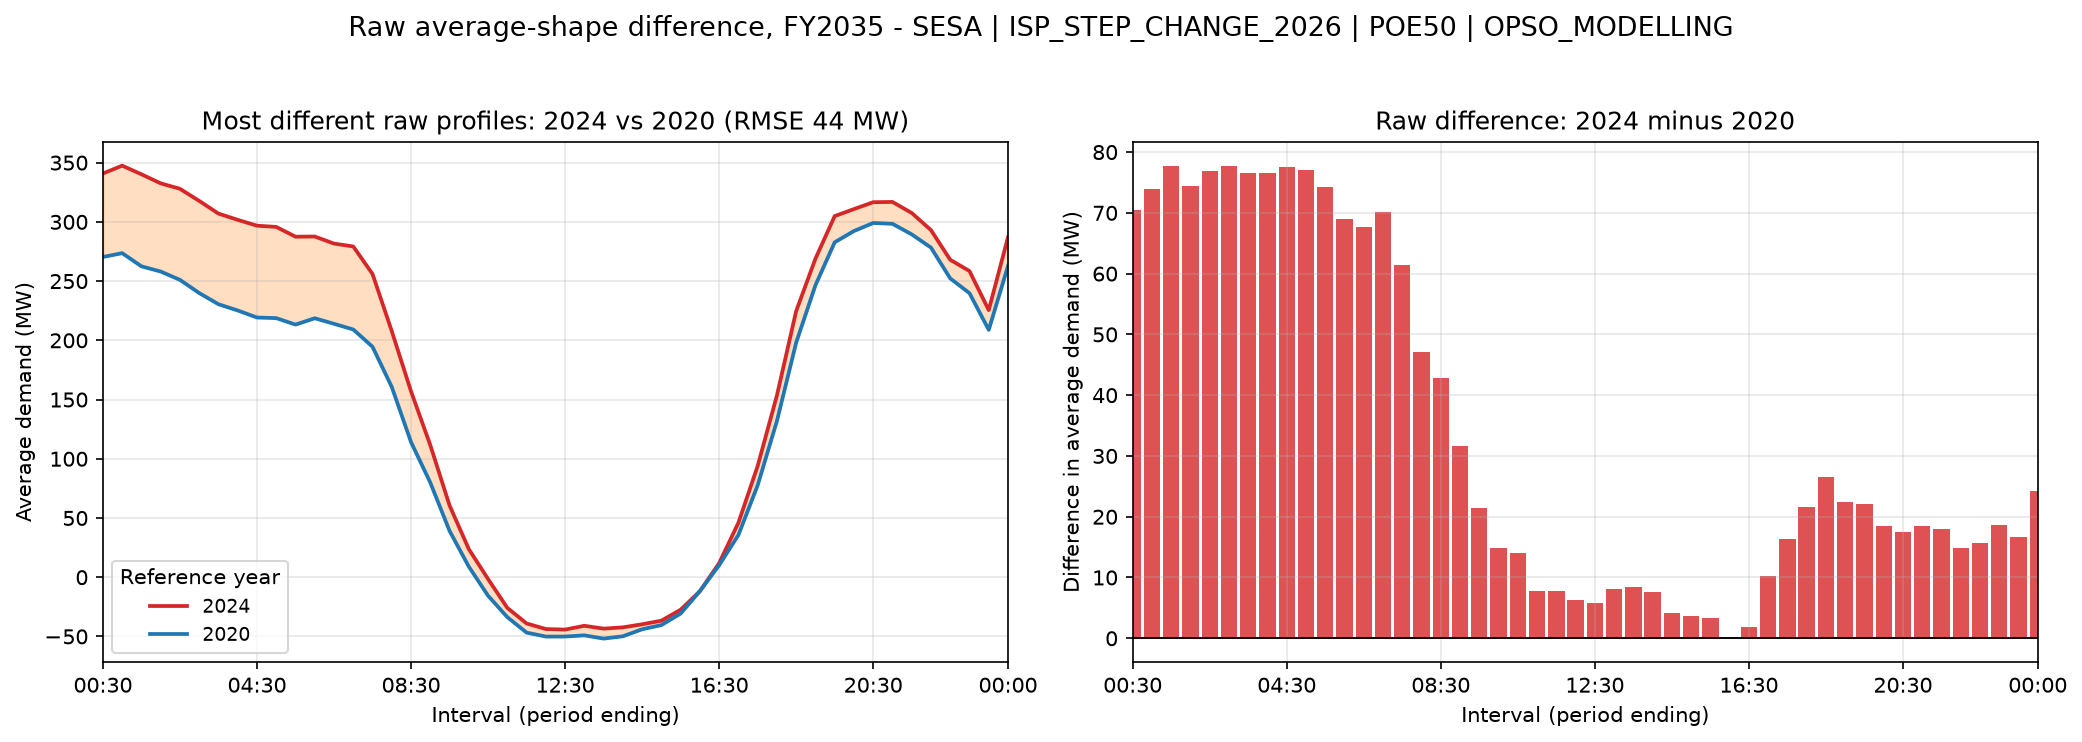 Raw average-shape difference, FY2035 - SESA | ISP_STEP_CHANGE_2026 | POE50 | OPSO_MODELLING
Most different raw profiles: 2024 vs 2020 (RMSE 44 MW)
Average demand (MW)
350
300
250
200
150
100
50
0
−50
Reference year
2024
2020
00:30 04:30 08:30 12:30 16:30 20:30 00:00
Interval (period ending)
Raw difference: 2024 minus 2020
Difference in average demand (MW)
80
70
60
50
40
30
20
10
0
00:30 04:30 08:30 12:30 16:30 20:30 00:00
Interval (period ending)